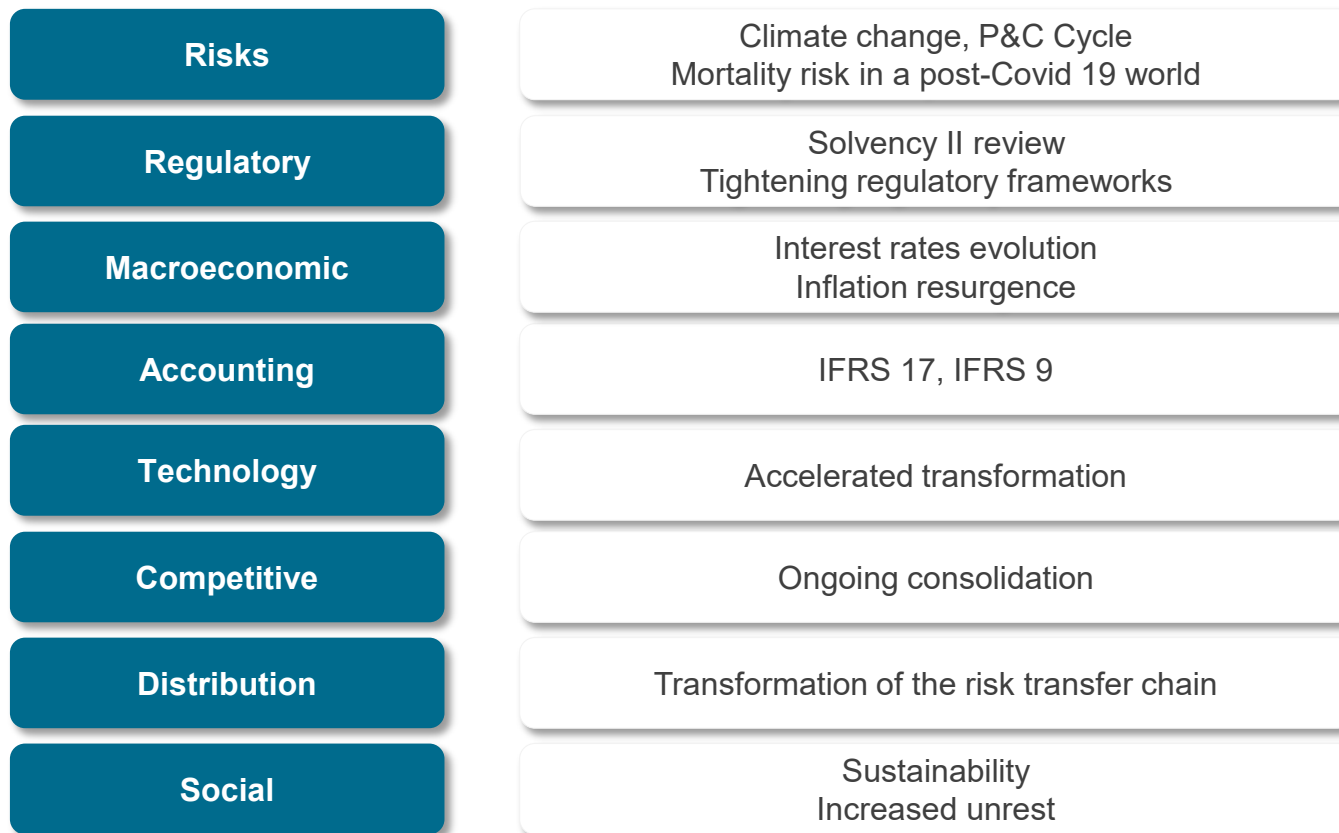 Risks
Climate change, P&C Cycle
Mortality risk in a post-Covid 19 world
Regulatory
Solvency II review
Tightening regulatory frameworks
Macroeconomic
Interest rates evolution
Inflation resurgence
Accounting
IFRS 17, IFRS 9
Technology
Accelerated transformation
Competitive
Ongoing consolidation
Distribution
Transformation of the risk transfer chain
Social
Sustainability
Increased unrest